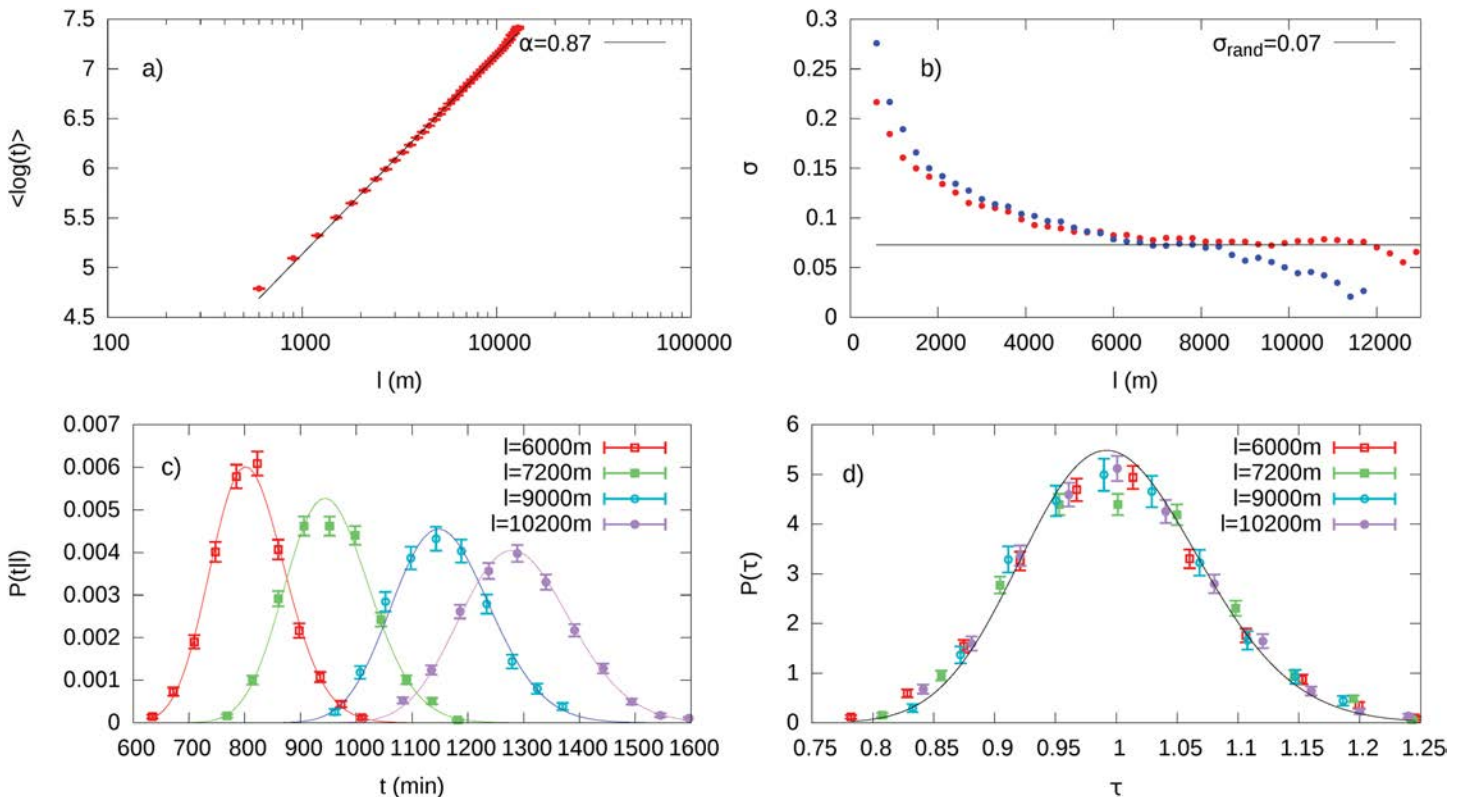 7.5
7
6.5
6
5.5
5
4.5
<log(t)>
a)
α=0.87
100
1000
10000
100000
l (m)
0.3
0.25
0.2
0.15
0.1
0.05
0
σ
b)
σrand=0.07
0
2000
4000
6000
8000
10000
12000
l (m)
0.007
0.006
0.005
0.004
0.003
0.002
0.001
0
P(t|l)
c)
l=6000m
l=7200m
l=9000m
l=10200m
600
700
800
900
1000
1100
1200
1300
1400
1500
1600
t (min)
6
5
4
3
2
1
0
P(τ)
d)
l=6000m
l=7200m
l=9000m
l=10200m
0.75
0.8
0.85
0.9
0.95
1
1.05
1.1
1.15
1.2
1.25
τ